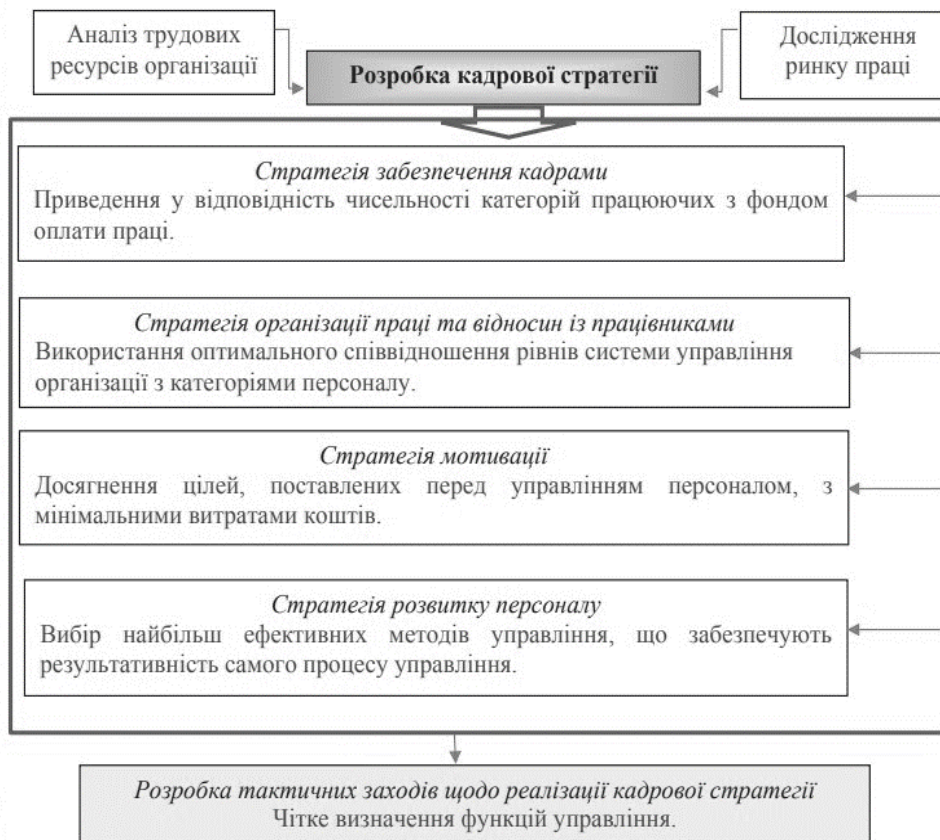 Аналіз трудових
ресурсів організації
Розробка кадрової стратегії
Дослідження
ринку праці
Стратегія забезпечення кадрами
Приведення у відповідність чисельності категорій працюючих з фондом
оплати праці.
Стратегія організації праці та відносин із працівниками
Використання оптимального співвідношення рівнів системи управління
організації з категоріями персоналу.
Стратегія мотивації
Досягнення цілей, поставлених перед управлінням персоналом, з
мінімальними витратами коштів.
Стратегія розвитку персоналу
Вибір найбільш ефективних методів управління, що забезпечують
результативність самого процесу управління.
Розробка тактичних заходів щодо реалізації кадрової стратегії
Чітке визначення функцій управління.